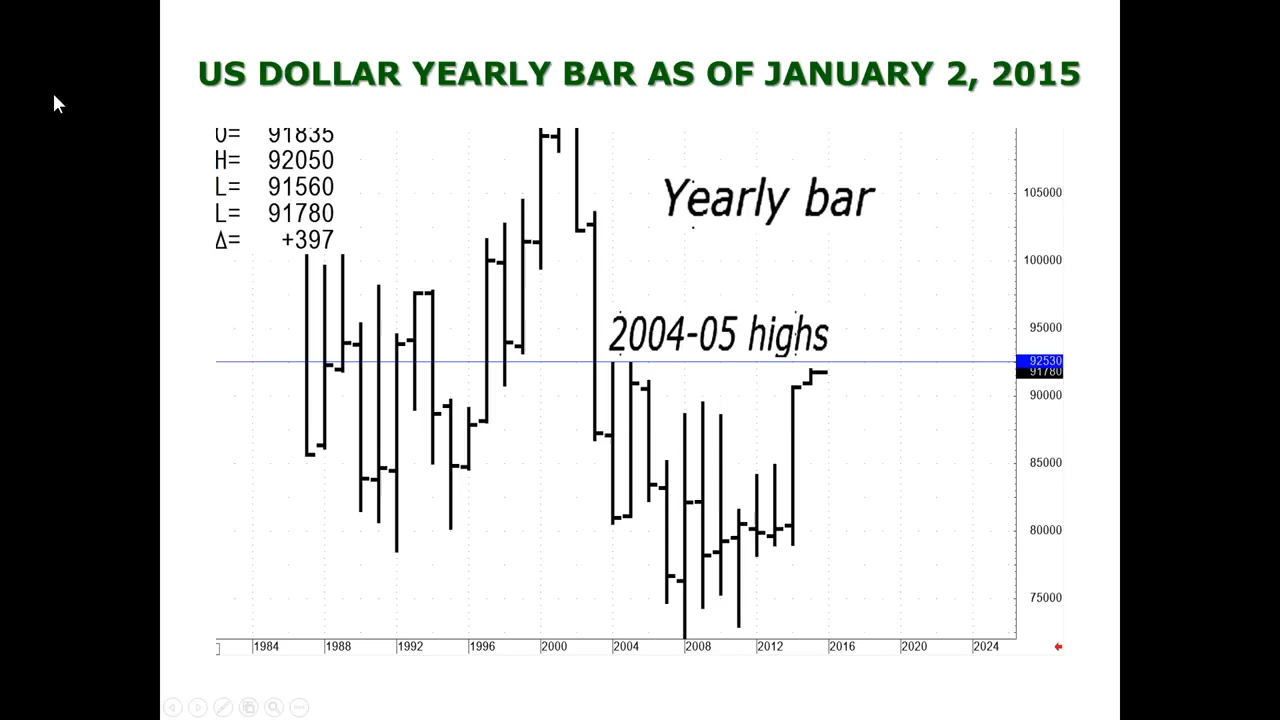 US DOLLAR YEARLY BAR AS OF JANUARY 2, 2015
O= 91835
H= 92050
L= 91560
L= 91780
Δ= +397
Yearly bar
2004-05 highs
105000
100000
95000
92530
91780
90000
85000
80000
75000
1984 1988 1992 1996 2000 2004 2008 2012 2016 2020 2024